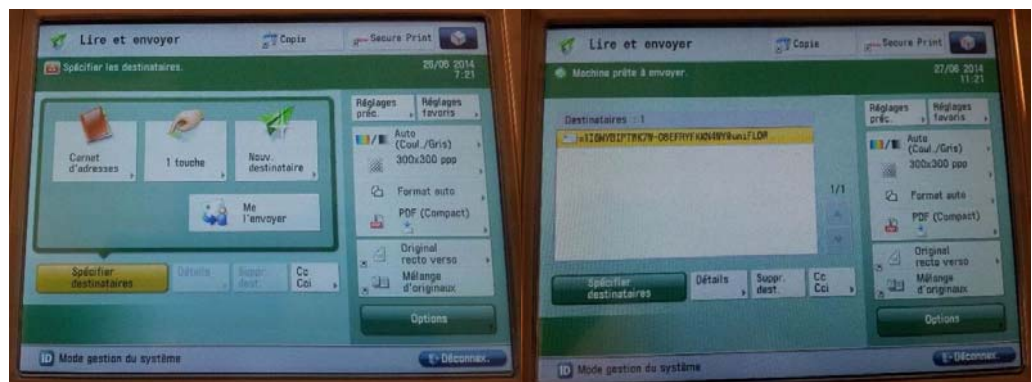 Lire et envoyer
Copie
Secure Print
Spécifier les destinataires.
26/06 2014
7:21
Carnet
d'adresses
1 touche
Nouv.
destinataire
Me
l'envoyer
Spécifier
destinataires
Détails
Suppr.
dest.
Cc
Cci
Réglages
préc.
Réglages
favoris
Auto
(Coul./Gris)
300x300 ppp
Format auto
PDF (Compact)
Original
recto verso
Mélange
d'originaux
Options
ID Mode gestion du système
Déconnex.
Lire et envoyer
Copie
Secure Print
Machine prête à envoyer.
27/06 2014
11:21
Destinataires : 1
1/1
Spécifier
destinataires
Détails
Suppr.
dest.
Cc
Cci
Réglages
préc.
Réglages
favoris
Auto
(Coul./Gris)
300x300 ppp
Format auto
PDF (Compact)
Original
recto verso
Mélange
d'originaux
Options
ID Mode gestion du système
Déconnex.